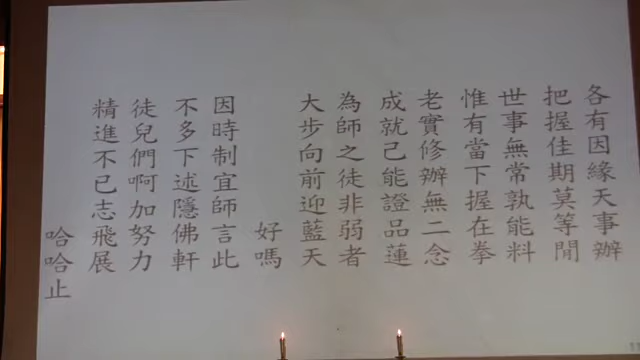 各有因緣天事辦
把握佳期莫等閒
世事無常孰能料
惟有當下握在拳
老實修辦無二念
成就己能證品蓮
為師之徒非弱者
大步向前迎藍天
好嗎
因時制宜師言此
不多下述隱佛軒
徒兒們啊加努力
精進不已志飛展
哈哈止